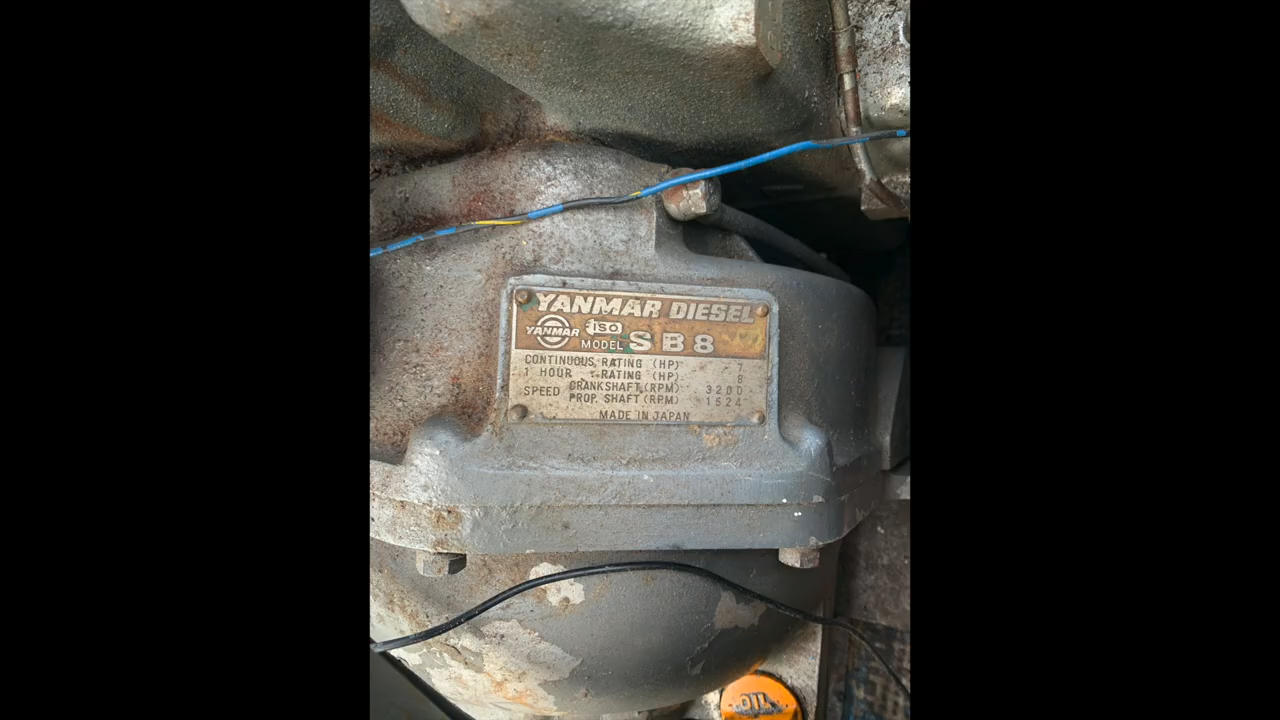 YANMAR DIESEL
YANMAR ISO
MODEL SB8
CONTINUOUS RATING (HP) 7
1 HOUR RATING (HP) 8
SPEED CRANKSHAFT (RPM) 3200
PROP. SHAFT (RPM) 1524
MADE IN JAPAN
OIL